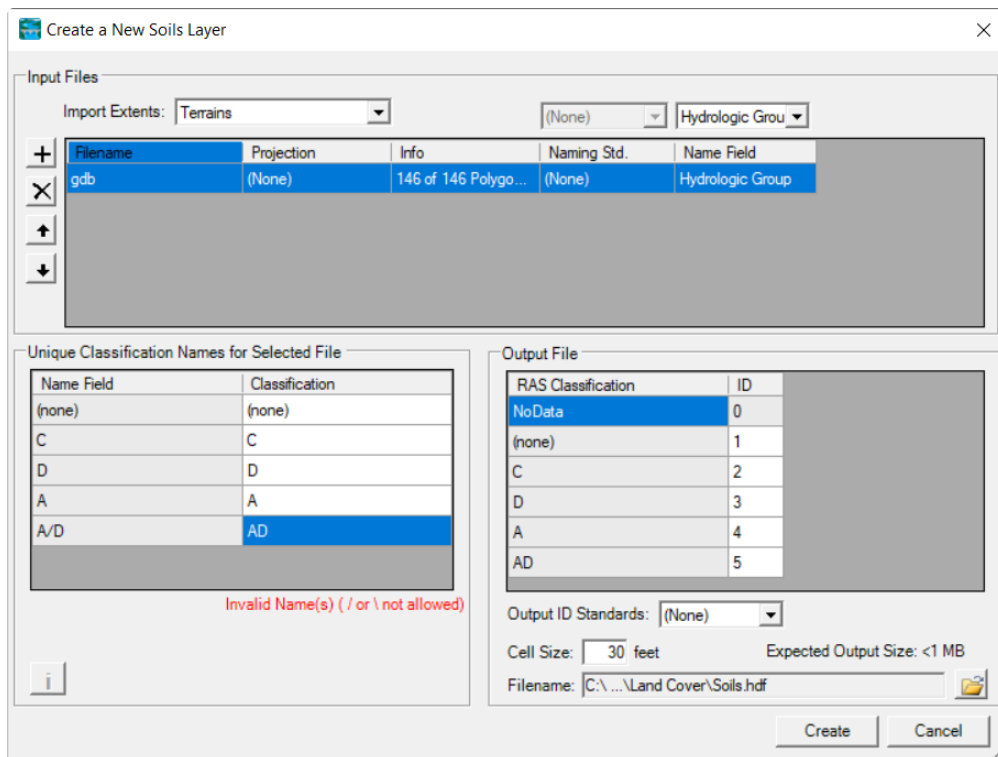 Create a New Soils Layer
Input Files
Import Extents: Terrains
(None) Hydrologic Grou
Filename Projection Info Naming Std. Name Field
gdb (None) 146 of 146 Polygo... (None) Hydrologic Group
Unique Classification Names for Selected File
Name Field Classification
(none) (none)
C C
D D
A A
A/D AD
Invalid Name(s) ( / or \ not allowed)
i
Output File
RAS Classification ID
NoData 0
(none) 1
C 2
D 3
A 4
AD 5
Output ID Standards: (None)
Cell Size: 30 feet Expected Output Size: <1 MB
Filename: C:\ ...\Land Cover\Soils.hdf
Create Cancel